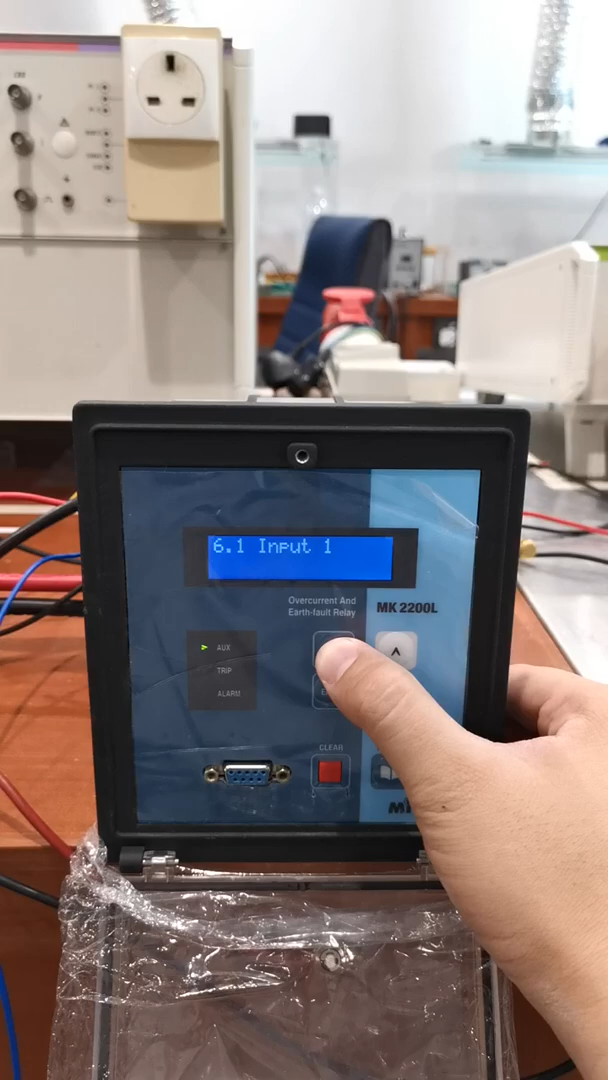 6.1 Input 1
Overcurrent And
Earth-fault Relay
MK 2200L
AUX
TRIP
ALARM
CLEAR